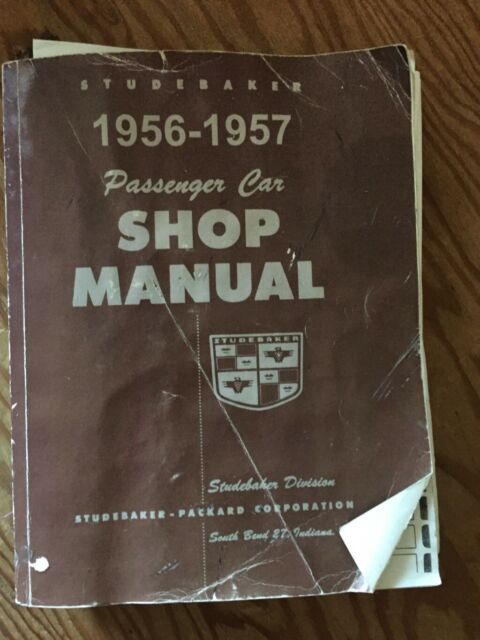 STUDEBAKER
1956-1957
Passenger Car
SHOP
MANUAL
STUDEBAKER
Studebaker Division
STUDEBAKER-PACKARD CORPORATION
South Bend 27, Indiana.